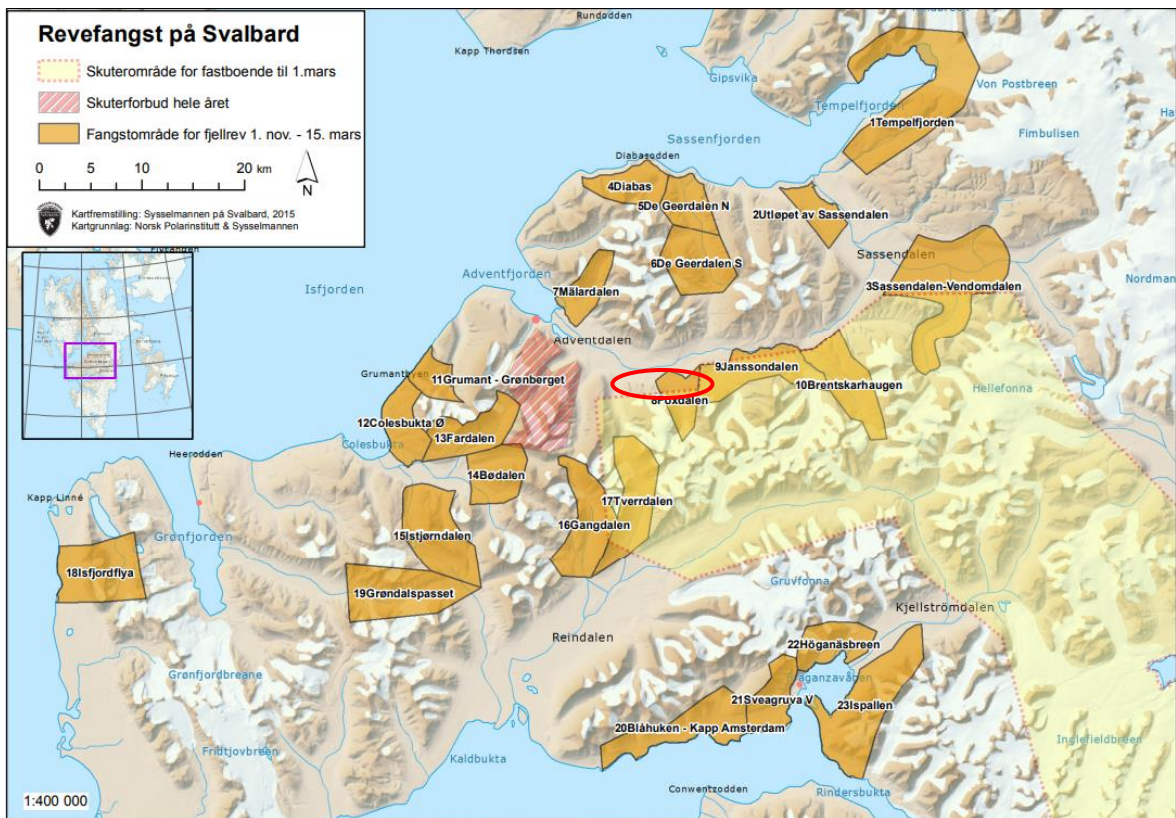 Revefangst på Svalbard
Skuterområde for fastboende til 1.mars
Skuterforbud hele året
Fangstområde for fjellrev 1. nov. - 15. mars
0 5 10 20 km
N
Kartfremstilling: Sysselmannen på Svalbard, 2015
Kartgrunnlag: Norsk Polarinstitutt & Sysselmannen
Rundodden
Kapp Thordsen
Gipsvika
Von Postbreen
Tempelfjorden
1Tempelfjorden
Fimbulisen
Sassenfjorden
Diabasodden
4Diabas
5De Geerdalen N
2Utløpet av Sassendalen
Sassendalen
6De Geerdalen S
Adventfjorden
Isfjorden
7Mälardalen
3Sassendalen-Vendomdalen
Nordman
Adventdalen
9Janssondalen
Grumantbyen
11Grumant - Grønberget
10Brentskarhaugen
Hellefonna
8Foxdalen
12Colesbukta Ø
Colesbukta
13Fardalen
Heerodden
14Bødalen
Kapp Linné
17Tverrdalen
16Gangdalen
15Istjørndalen
Grønfjorden
18Isfjordflya
Gruvfonna
19Grøndalspasset
Kjellströmdalen
Reindalen
22Höganäsbreen
Grønfjordbreane
Braganzavågen
21Sveagruva V
23Ispallen
20Blåhuken - Kapp Amsterdam
Fridtjovbreen
Inglefieldbreen
Kaldbukta
Conwentzodden
Rindersbukta
1:400 000